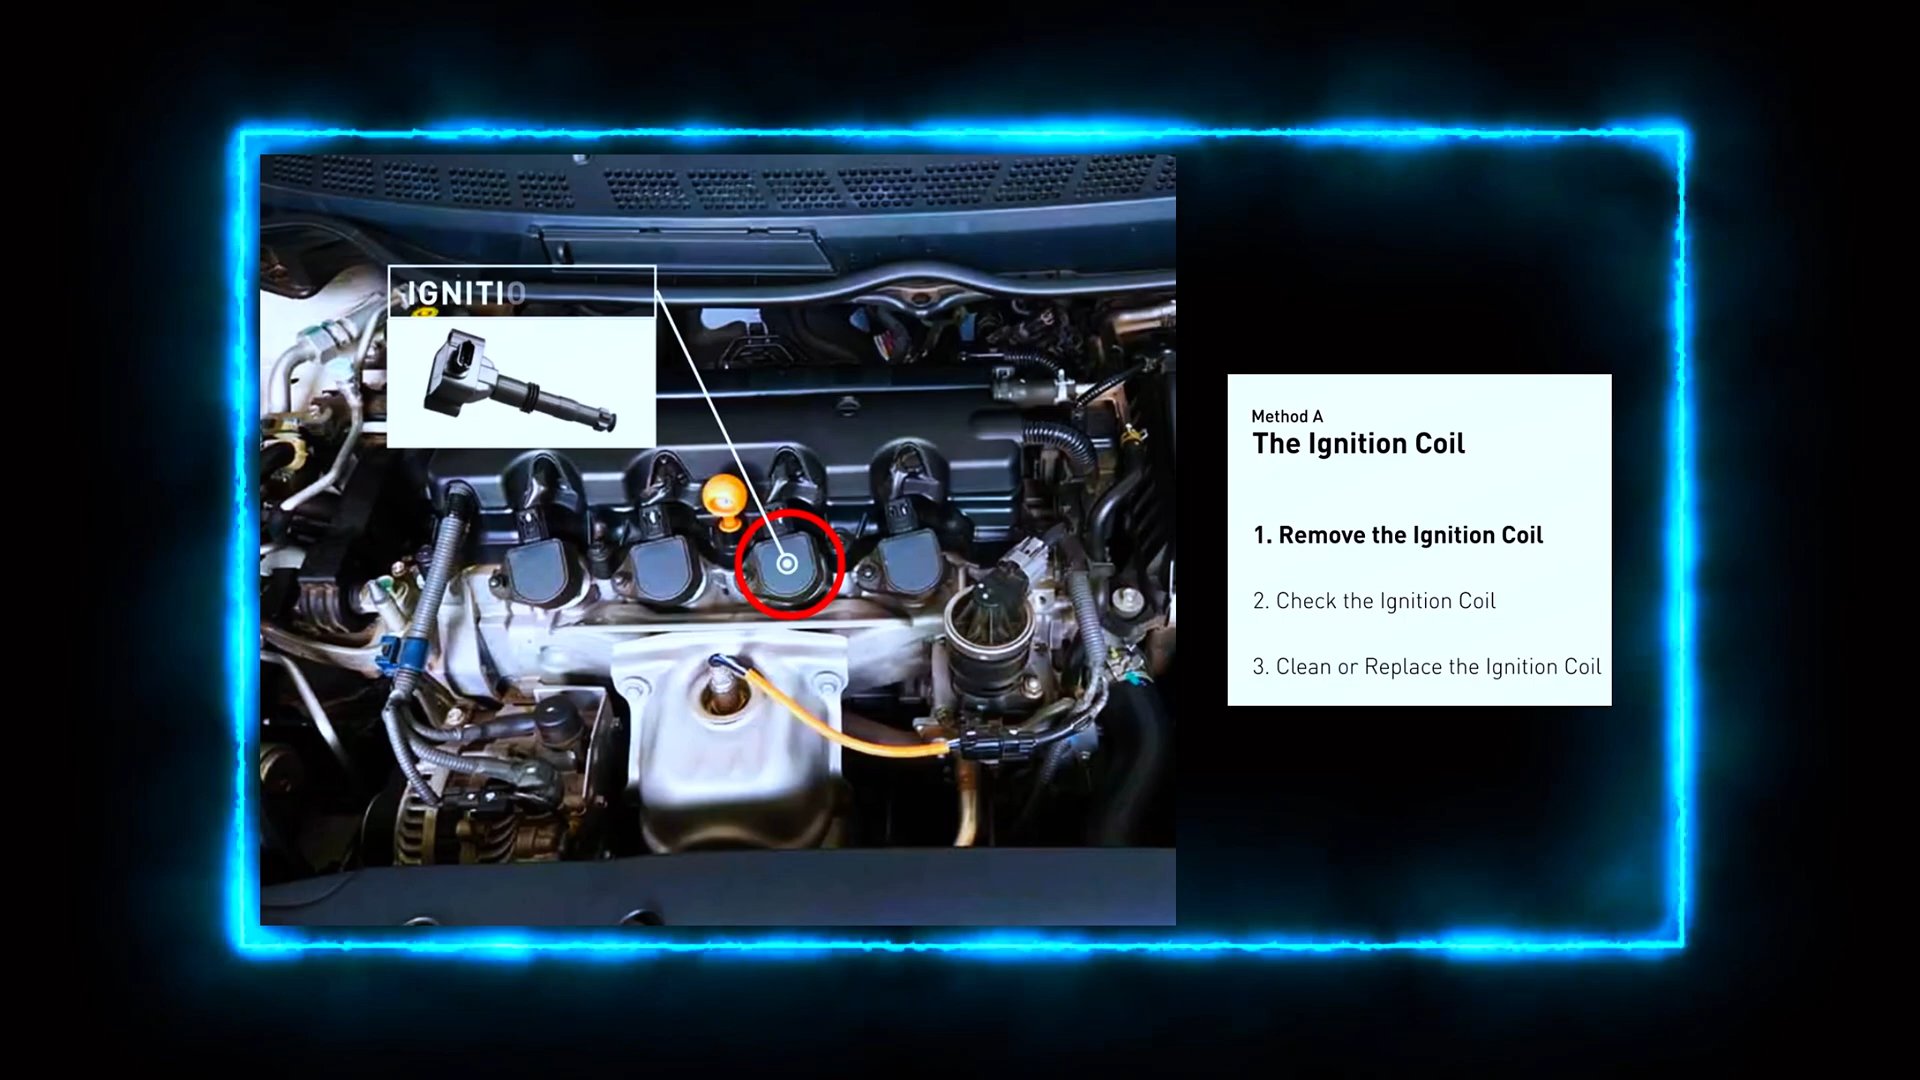 IGNITIO
Method A
The Ignition Coil
1. Remove the Ignition Coil
2. Check the Ignition Coil
3. Clean or Replace the Ignition Coil